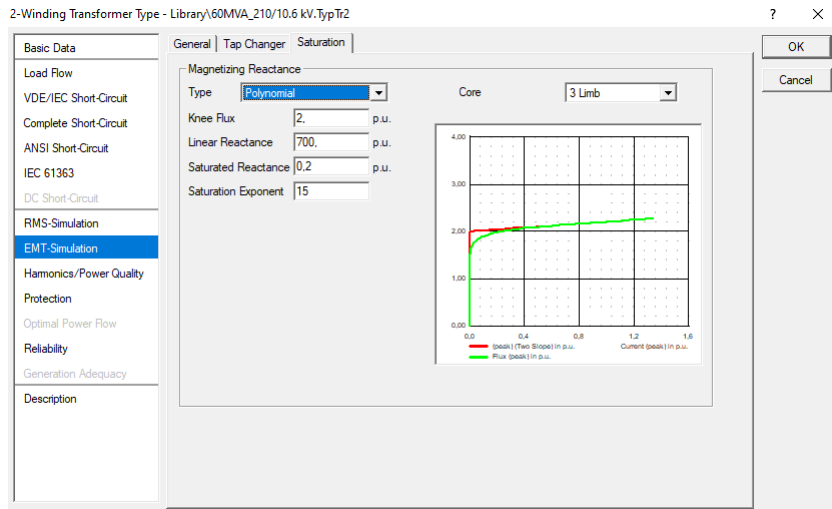 2-Winding Transformer Type - Library\60MVA_210/10.6 kV.TypTr2 ? ×
Basic Data
Load Flow
VDE/IEC Short-Circuit
Complete Short-Circuit
ANSI Short-Circuit
IEC 61363
DC Short-Circuit
RMS-Simulation
EMT-Simulation
Harmonics/Power Quality
Protection
Optimal Power Flow
Reliability
Generation Adequacy
Description
General Tap Changer Saturation
Magnetizing Reactance
Type Polynomial Core 3 Limb
Knee Flux 2, p.u.
Linear Reactance 700, p.u.
Saturated Reactance 0,2 p.u.
Saturation Exponent 15
4,00
3,00
2,00
1,00
0,00
0,0 0,4 0,8 1,2 1,6
(peak) (Two Slope) in p.u. Current (peak) in p.u.
Flux (peak) in p.u.
OK
Cancel